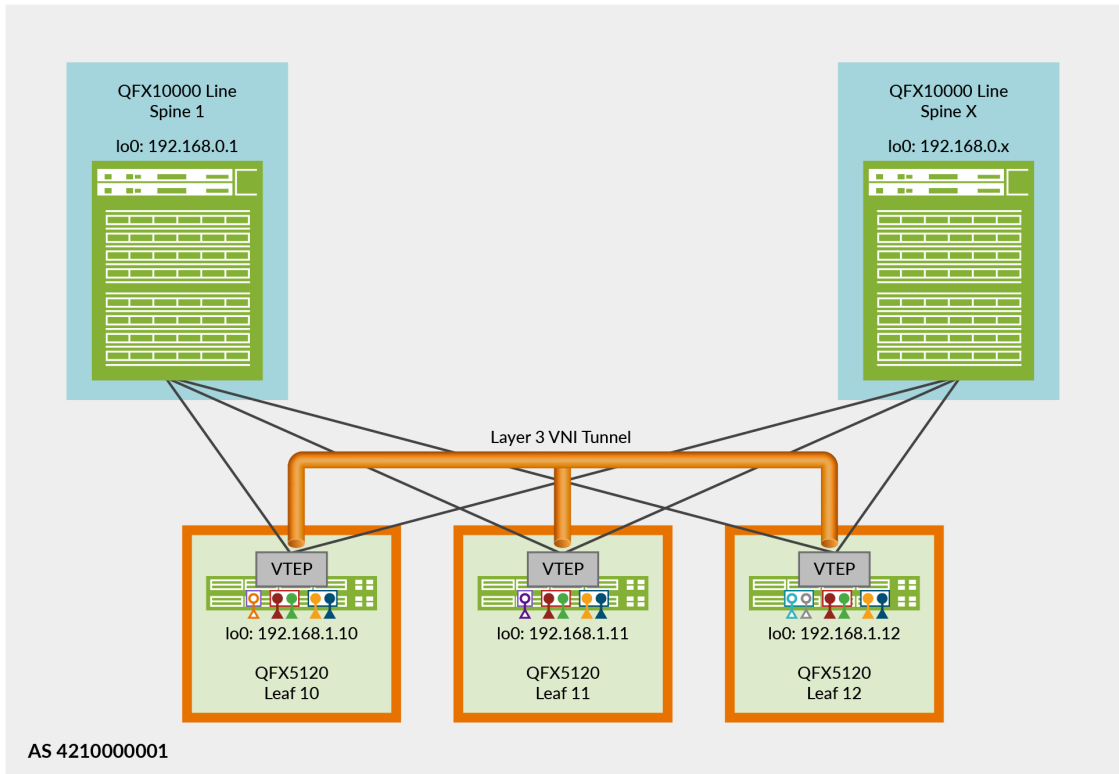 QFX10000 Line
Spine 1
lo0: 192.168.0.1
QFX10000 Line
Spine X
lo0: 192.168.0.x
Layer 3 VNI Tunnel
VTEP
lo0: 192.168.1.10
QFX5120
Leaf 10
VTEP
lo0: 192.168.1.11
QFX5120
Leaf 11
VTEP
lo0: 192.168.1.12
QFX5120
Leaf 12
AS 4210000001